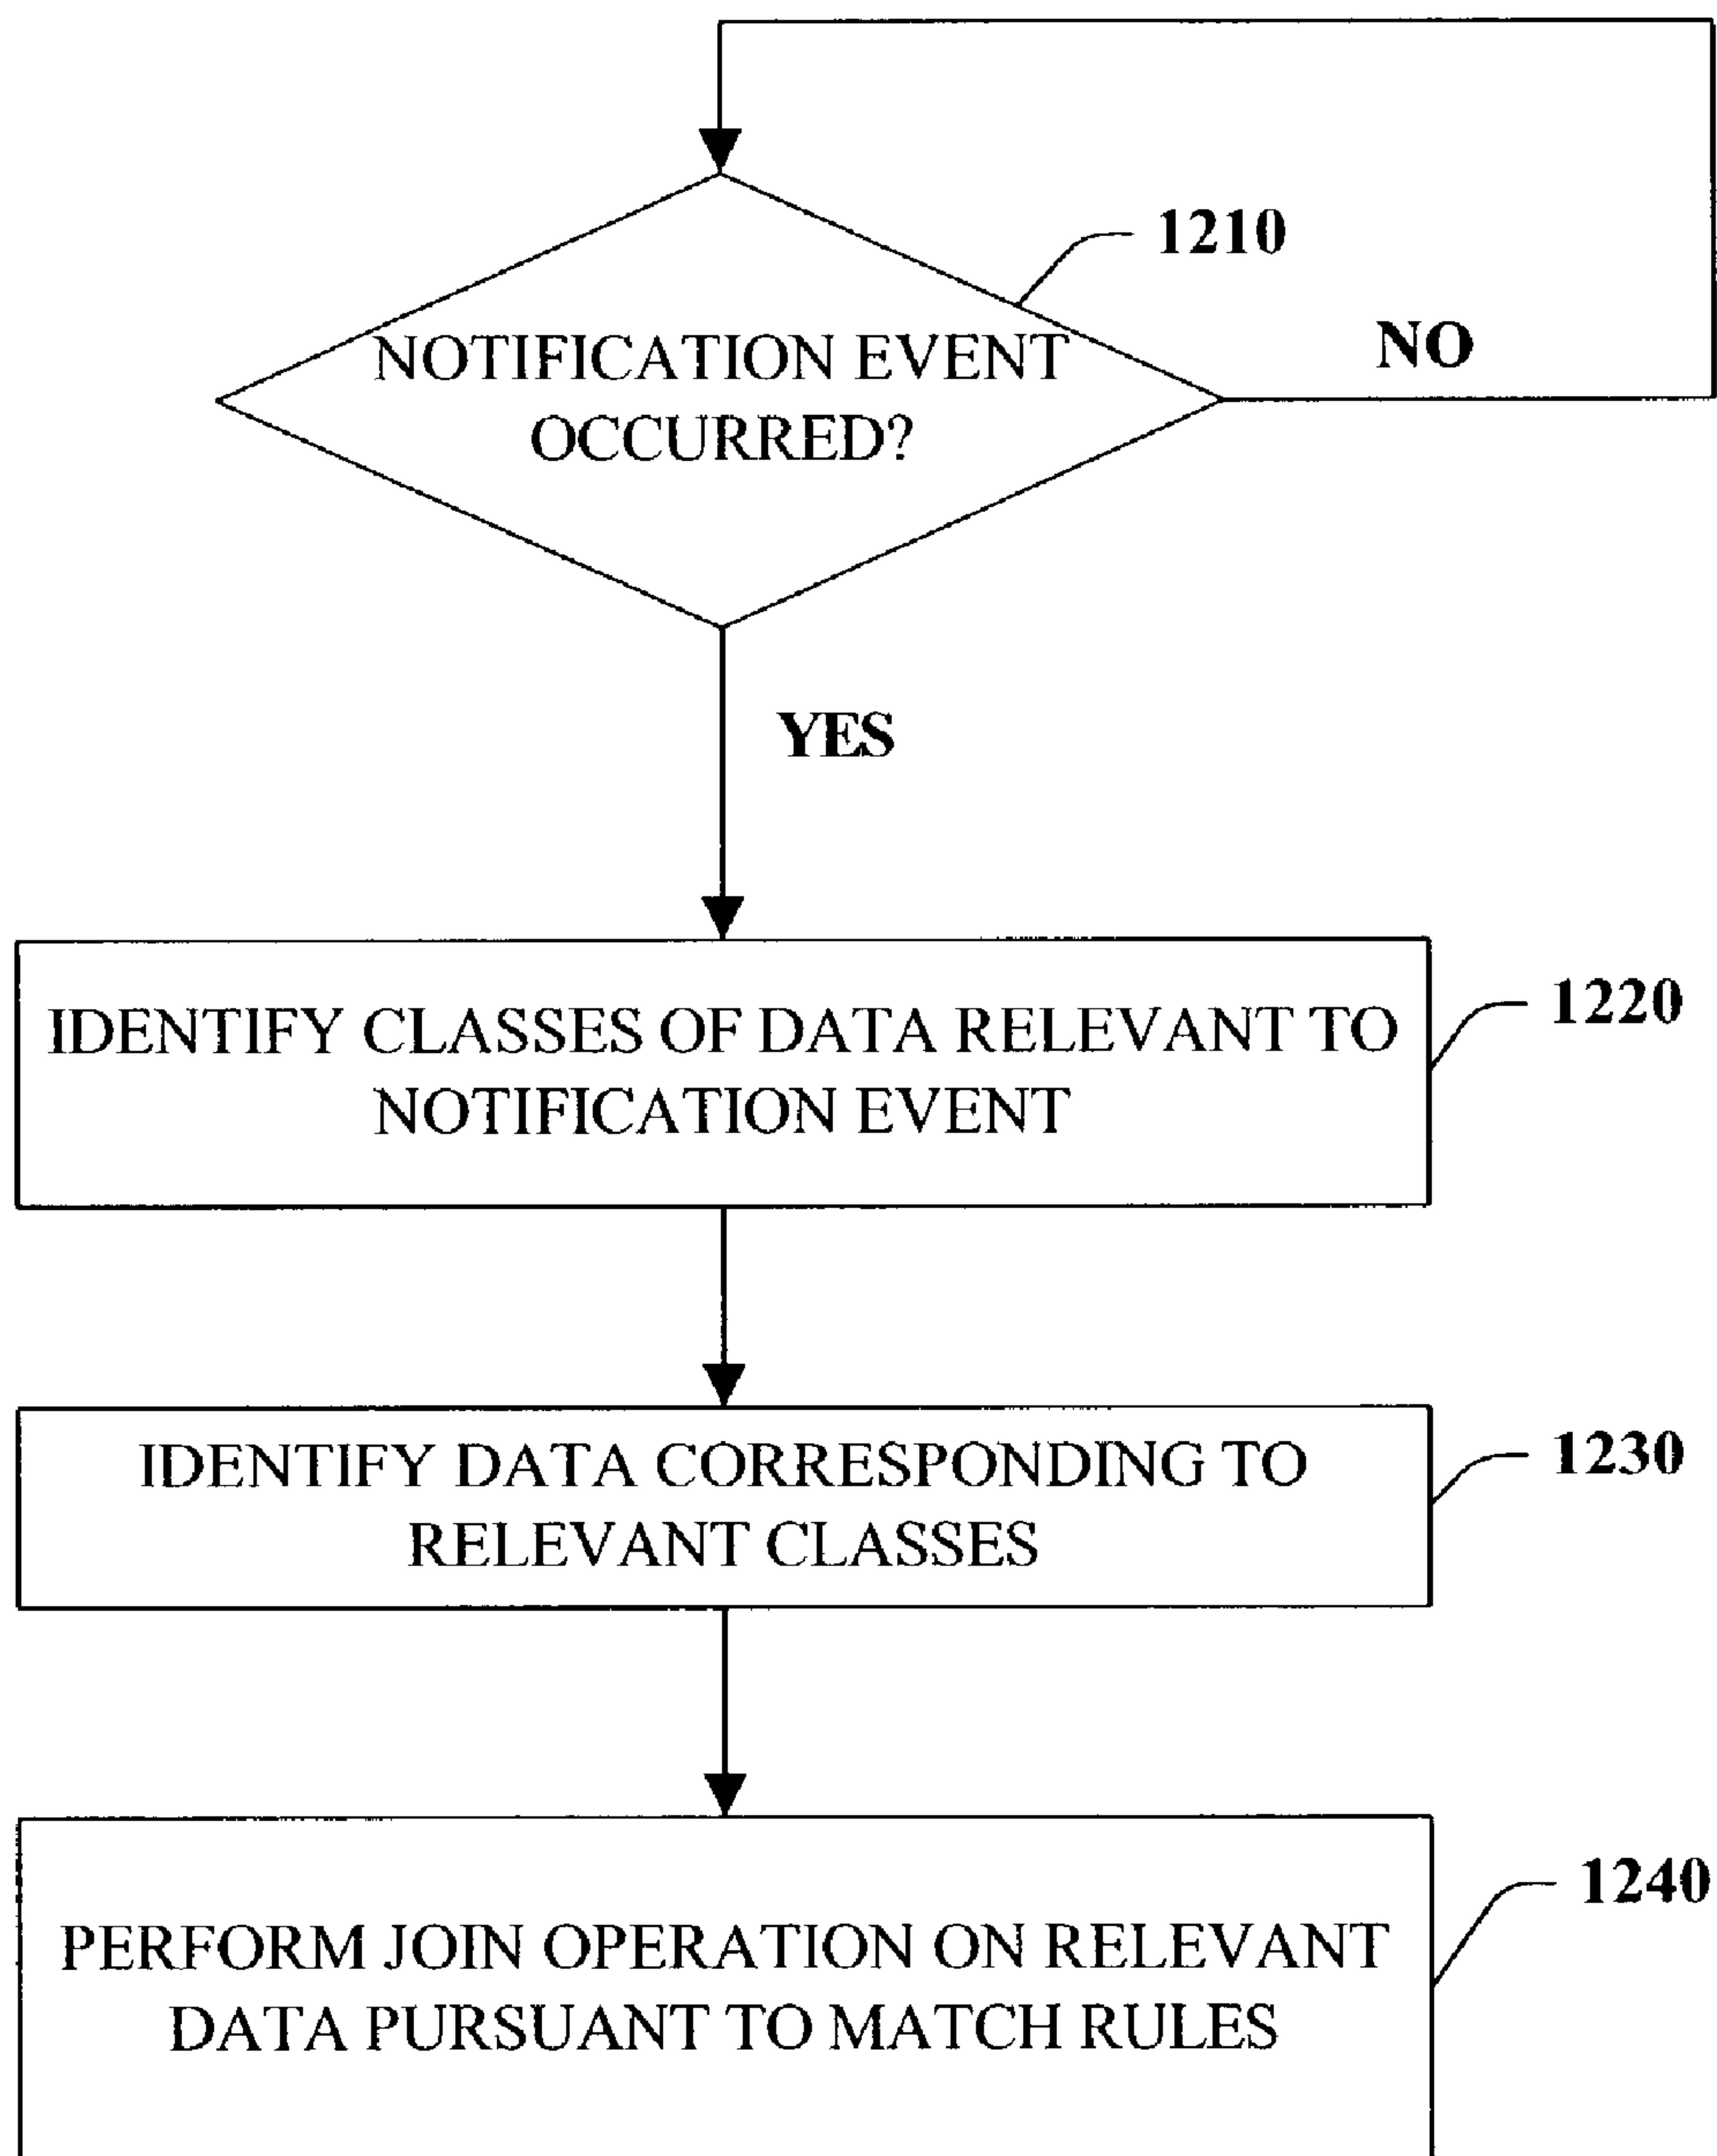 1210
NOTIFICATION EVENT
OCCURRED?
NO
YES
IDENTIFY CLASSES OF DATA RELEVANT TO
NOTIFICATION EVENT
1220
IDENTIFY DATA CORRESPONDING TO
RELEVANT CLASSES
1230
PERFORM JOIN OPERATION ON RELEVANT
DATA PURSUANT TO MATCH RULES
1240